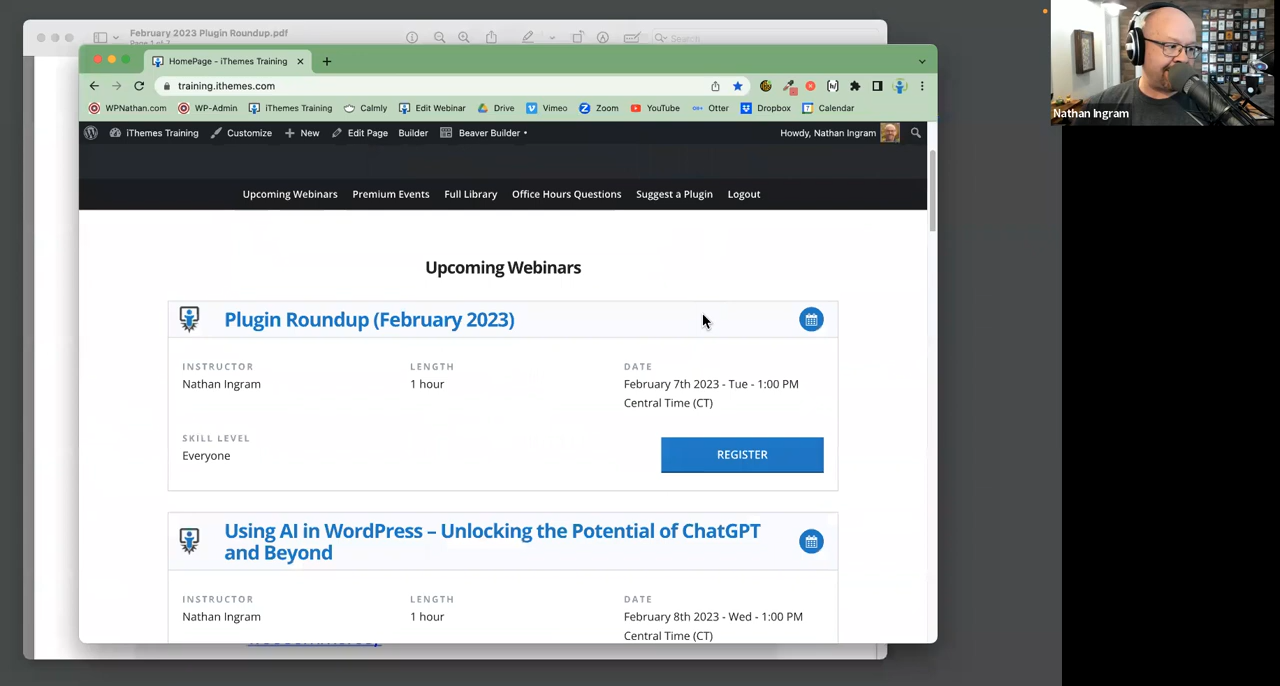 February 2023 Plugin Roundup.pdf
Search
HomePage - iThemes Training
training.ithemes.com
WPNathan.com
WP-Admin
iThemes Training
Calmly
Edit Webinar
Drive
Vimeo
Zoom
YouTube
Otter
Dropbox
Calendar
iThemes Training
Customize
New
Edit Page
Builder
Beaver Builder
Howdy, Nathan Ingram
Upcoming Webinars
Premium Events
Full Library
Office Hours Questions
Suggest a Plugin
Logout
Upcoming Webinars
Plugin Roundup (February 2023)
INSTRUCTOR
Nathan Ingram
LENGTH
1 hour
DATE
February 7th 2023 - Tue - 1:00 PM
Central Time (CT)
SKILL LEVEL
Everyone
REGISTER
Using AI in WordPress – Unlocking the Potential of ChatGPT
and Beyond
INSTRUCTOR
Nathan Ingram
LENGTH
1 hour
DATE
February 8th 2023 - Wed - 1:00 PM
Central Time (CT)
Nathan Ingram